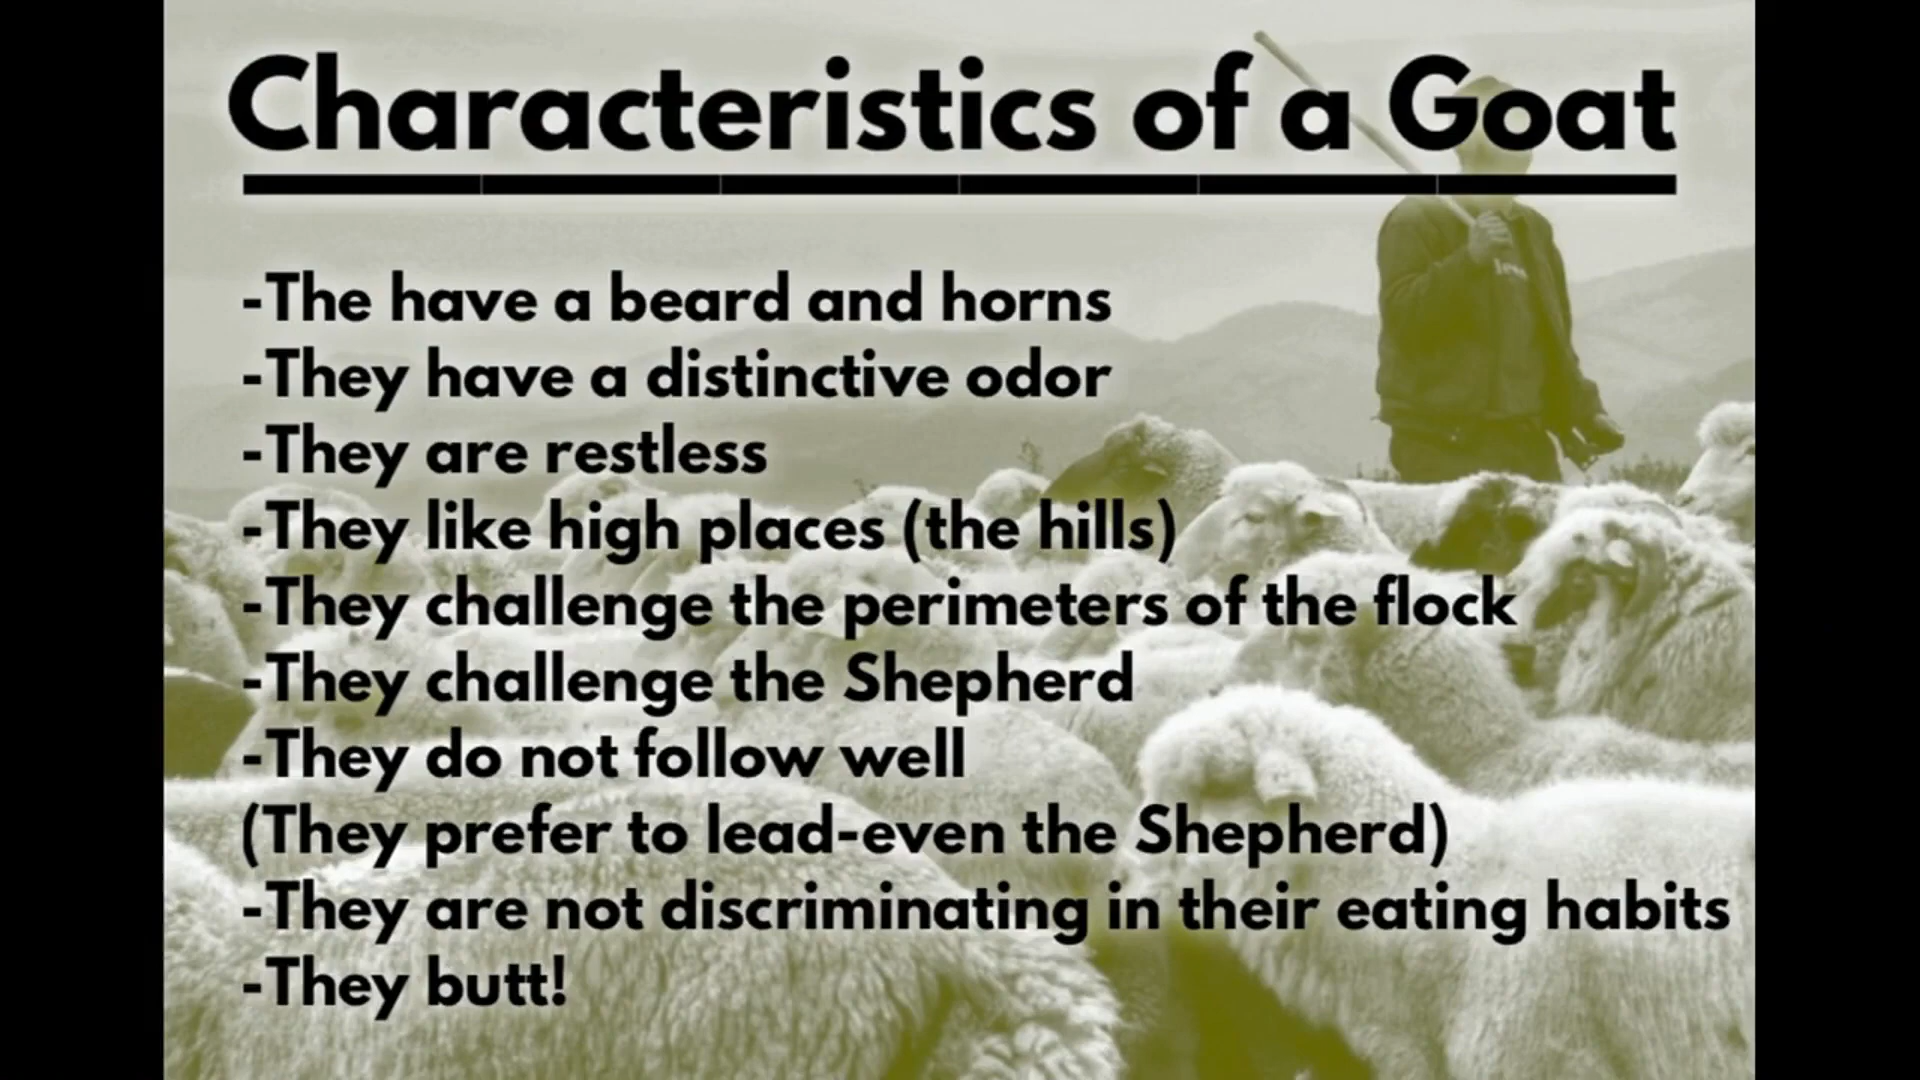 Characteristics of a Goat
-The have a beard and horns
-They have a distinctive odor
-They are restless
-They like high places (the hills)
-They challenge the perimeters of the flock
-They challenge the Shepherd
-They do not follow well
(They prefer to lead-even the Shepherd)
-They are not discriminating in their eating habits
-They butt!